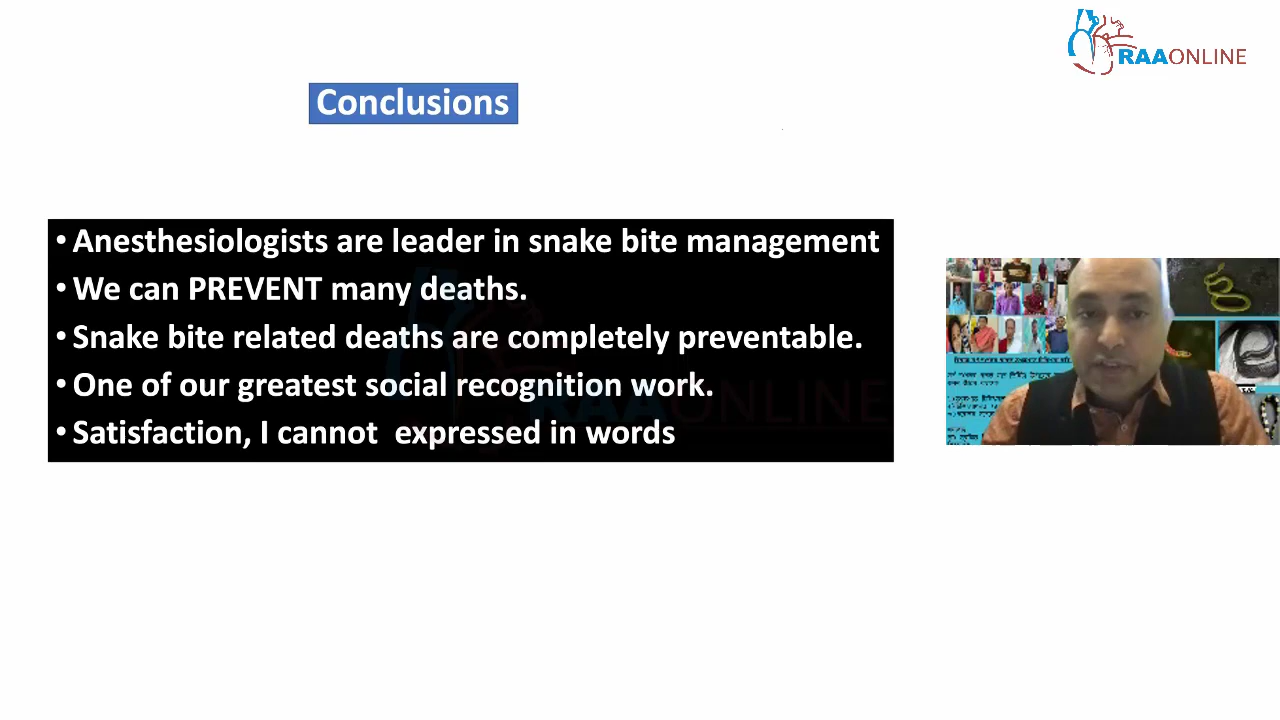 RAAONLINE
Conclusions
• Anesthesiologists are leader in snake bite management
• We can PREVENT many deaths.
• Snake bite related deaths are completely preventable.
• One of our greatest social recognition work.
• Satisfaction, I cannot  expressed in words